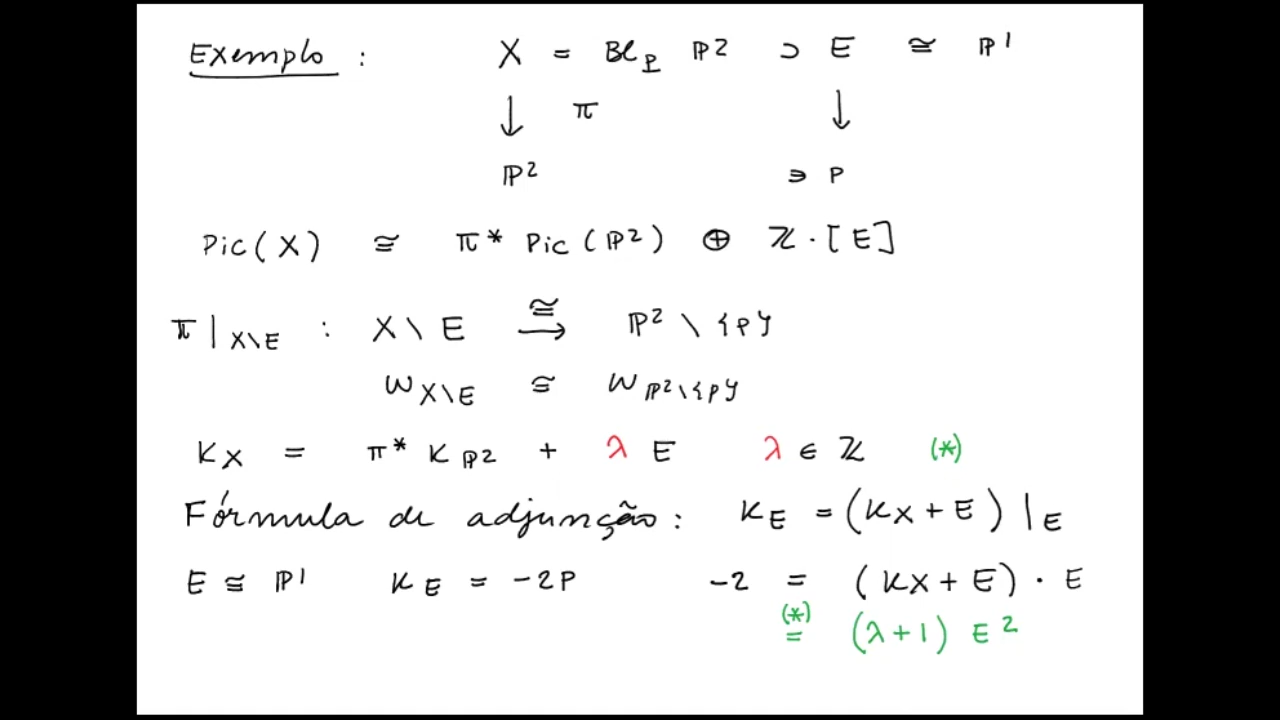 Exemplo : X = Bl_p ℙ² ⊃ E ≅ ℙ¹
↓ π ↓
ℙ² ∋ P
Pic(X) ≅ π* Pic(ℙ²) ⊕ ℤ·[E]
π|_{X\E} : X \ E ≅→ ℙ² \ {p}
ω_{X\E} ≅ ω_{ℙ²\{p}}
K_X = π* K_{ℙ²} + λ E λ ∈ ℤ (*)
Fórmula de adjunção : K_E = (K_X + E)|_E
E ≅ ℙ¹ K_E = -2P -2 = (K_X + E) · E
(*) = (λ+1) E²